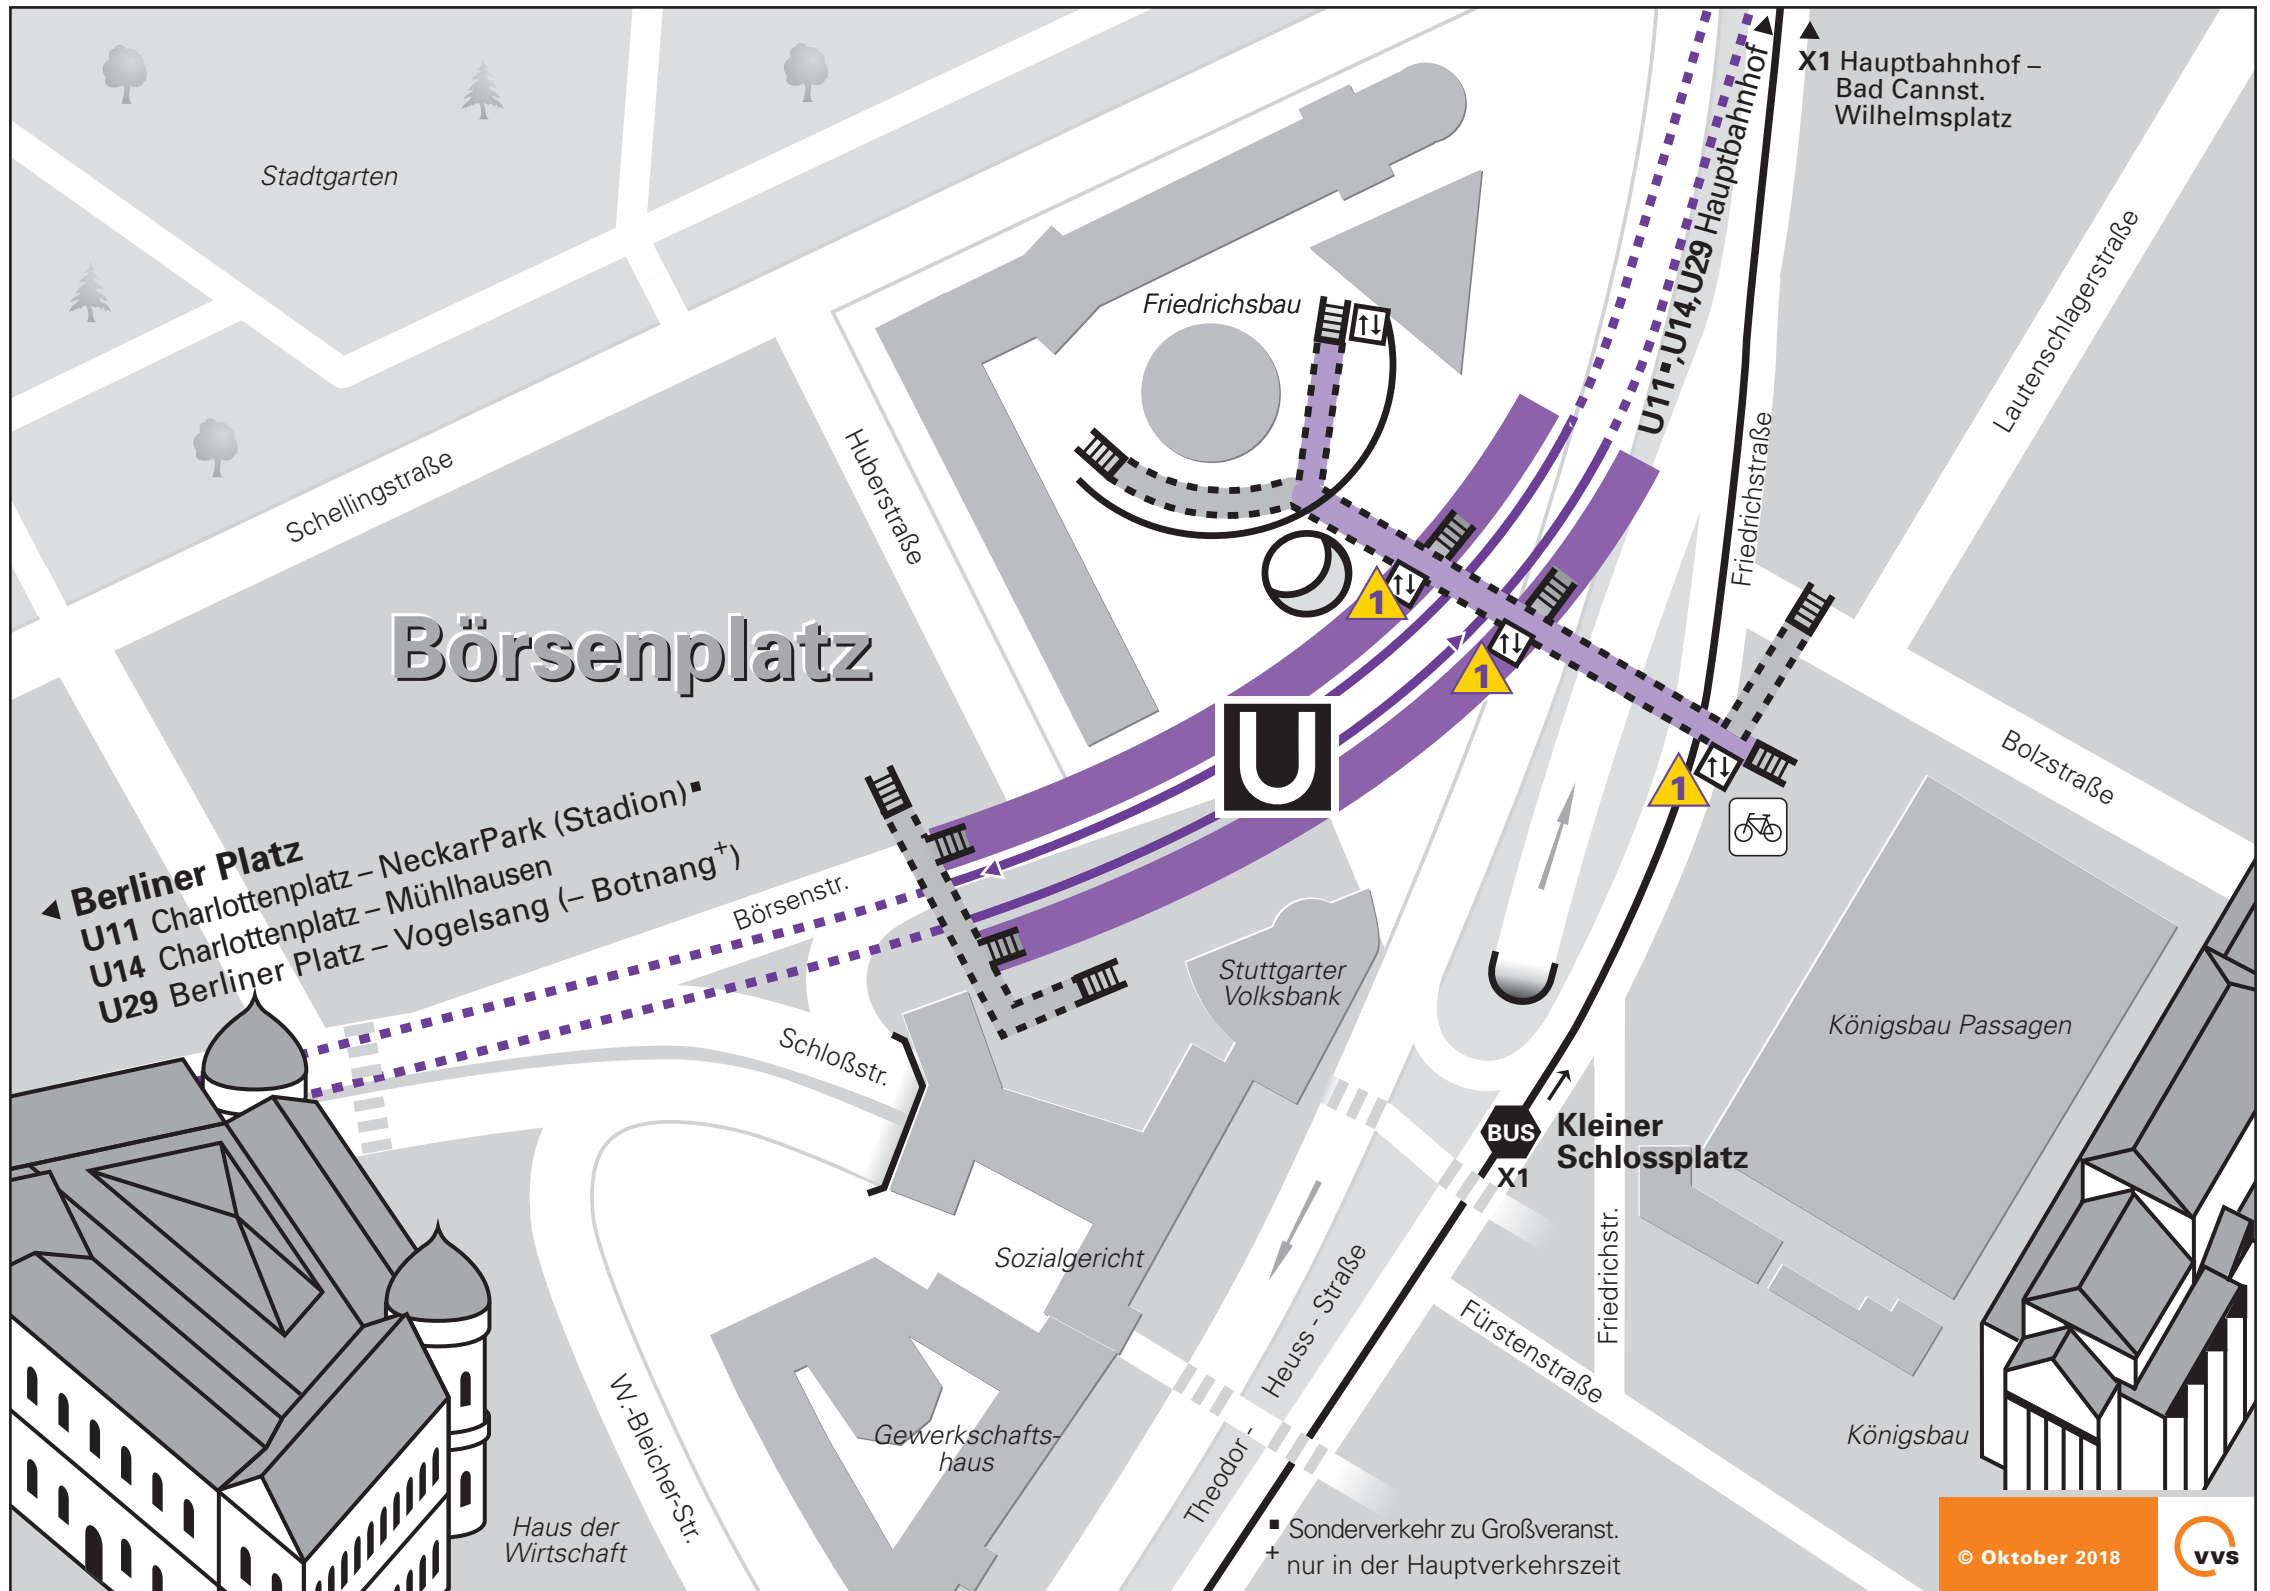 X1 Hauptbahnhof –
Bad Cannst.
Wilhelmsplatz
U11▪,U14,U29 Hauptbahnhof
Stadtgarten
Lautenschlagerstraße
Friedrichsbau
Schellingstraße
Huberstraße
Friedrichstraße
1
1
Börsenplatz
U
Bolzstraße
1
Berliner Platz
U11 Charlottenplatz – NeckarPark (Stadion)▪
U14 Charlottenplatz – Mühlhausen
U29 Berliner Platz – Vogelsang (– Botnang+)
Börsenstr.
Stuttgarter
Volksbank
Königsbau Passagen
Schloßstr.
BUS
X1
Kleiner
Schlossplatz
Sozialgericht
Friedrichstr.
Theodor - Heuss - Straße
Fürstenstraße
W.-Bleicher-Str.
Gewerkschafts-
haus
Königsbau
Haus der
Wirtschaft
▪ Sonderverkehr zu Großveranst.
+ nur in der Hauptverkehrszeit
© Oktober 2018
vvs